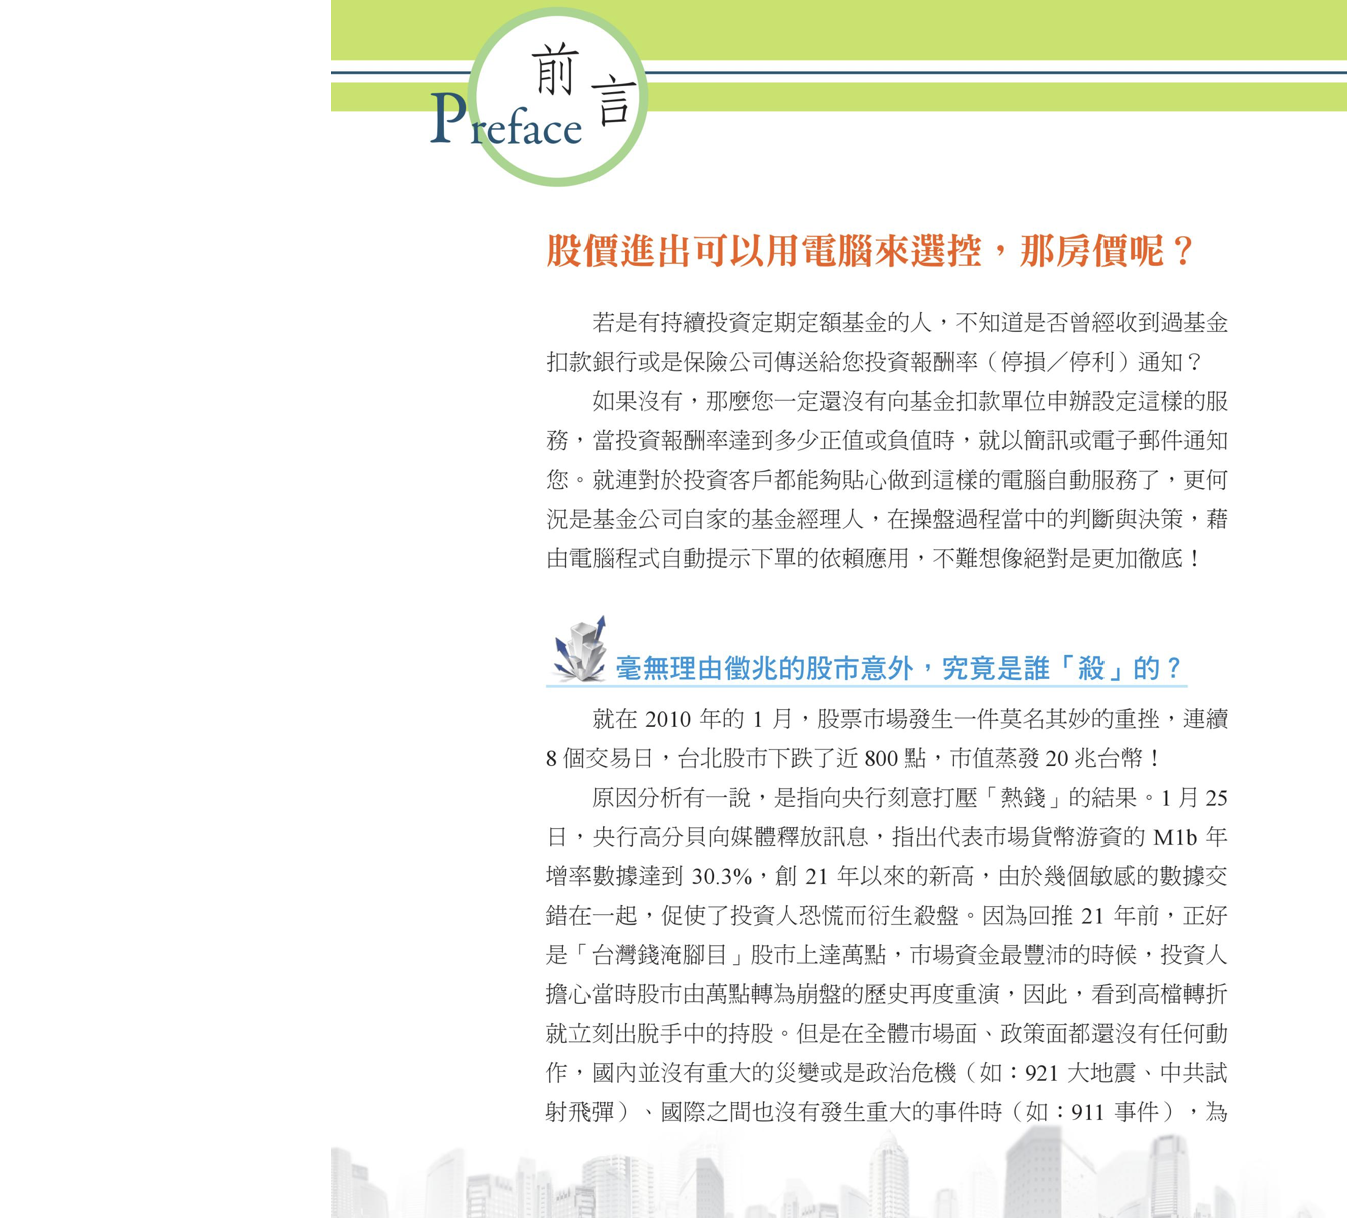 前言
Preface
股價進出可以用電腦來選控，那房價呢？
若是有持續投資定期定額基金的人，不知道是否曾經收到過基金
扣款銀行或是保險公司傳送給您投資報酬率（停損／停利）通知？
如果沒有，那麼您一定還沒有向基金扣款單位申辦設定這樣的服
務，當投資報酬率達到多少正值或負值時，就以簡訊或電子郵件通知
您。就連對於投資客戶都能夠貼心做到這樣的電腦自動服務了，更何
況是基金公司自家的基金經理人，在操盤過程當中的判斷與決策，藉
由電腦程式自動提示下單的依賴應用，不難想像絕對是更加徹底！
毫無理由徵兆的股市意外，究竟是誰「殺」的？
就在 2010 年的 1 月，股票市場發生一件莫名其妙的重挫，連續
8 個交易日，台北股市下跌了近 800 點，市值蒸發 20 兆台幣！
原因分析有一說，是指向央行刻意打壓「熱錢」的結果。1 月 25
日，央行高分貝向媒體釋放訊息，指出代表市場貨幣游資的 M1b 年
增率數據達到 30.3%，創 21 年以來的新高，由於幾個敏感的數據交
錯在一起，促使了投資人恐慌而衍生殺盤。因為回推 21 年前，正好
是「台灣錢淹腳目」股市上達萬點，市場資金最豐沛的時候，投資人
擔心當時股市由萬點轉為崩盤的歷史再度重演，因此，看到高檔轉折
就立刻出脫手中的持股。但是在全體市場面、政策面都還沒有任何動
作，國內並沒有重大的災變或是政治危機（如：921 大地震、中共試
射飛彈）、國際之間也沒有發生重大的事件時（如：911 事件），為